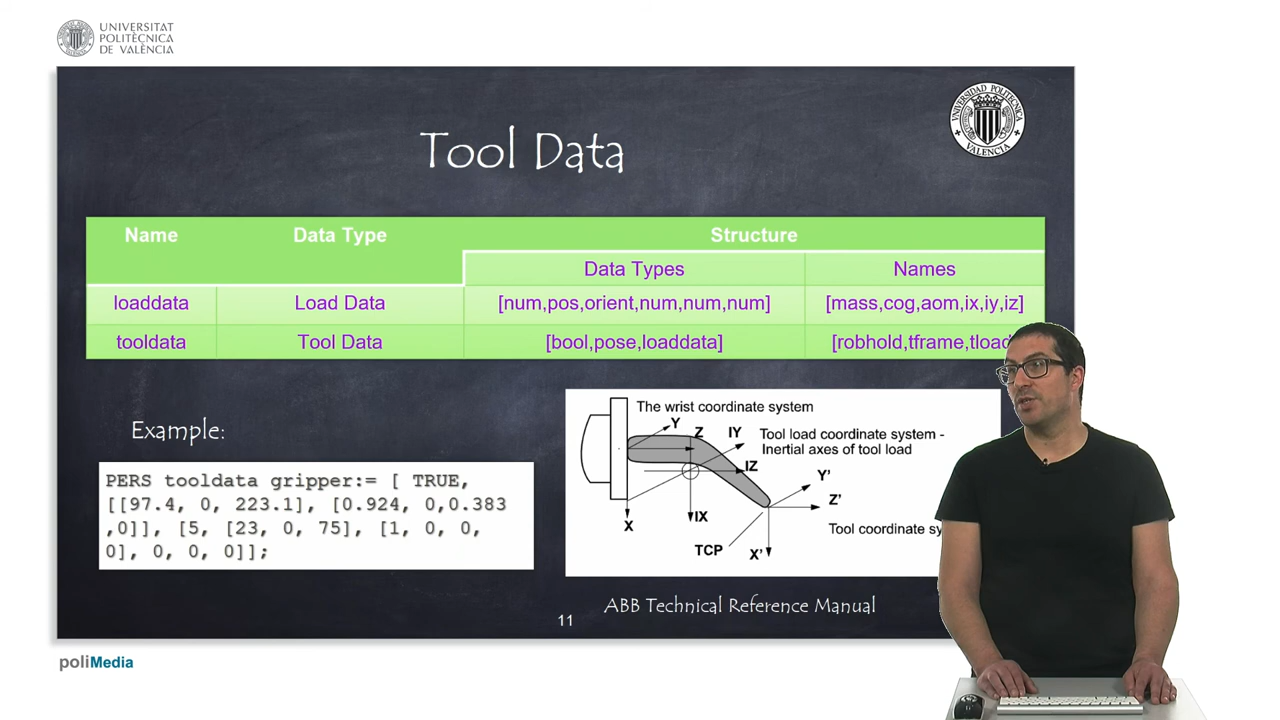 UNIVERSITAT
POLITÈCNICA
DE VALÈNCIA
UNIVERSIDAD POLITECNICA
VALENCIA
Tool Data
Name Data Type Structure
Data Types Names
loaddata Load Data [num,pos,orient,num,num,num] [mass,cog,aom,ix,iy,iz]
tooldata Tool Data [bool,pose,loaddata] [robhold,tframe,tload
Example:
PERS tooldata gripper:= [ TRUE,
[[97.4, 0, 223.1], [0.924, 0,0.383
,0]], [5, [23, 0, 75], [1, 0, 0,
0], 0, 0, 0]];
The wrist coordinate system
Y
Z
IY
Tool load coordinate system -
Inertial axes of tool load
IZ
Y'
Z'
X
IX
Tool coordinate sy
TCP
X'
ABB Technical Reference Manual
11
poliMedia